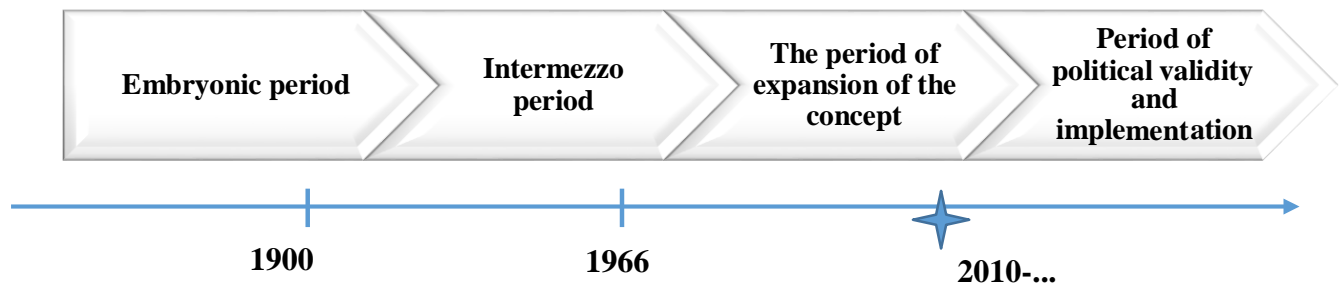 Embryonic period
Intermezzo
period
The period of
expansion of the
concept
Period of
political validity
and
implementation
1900
1966
2010-...